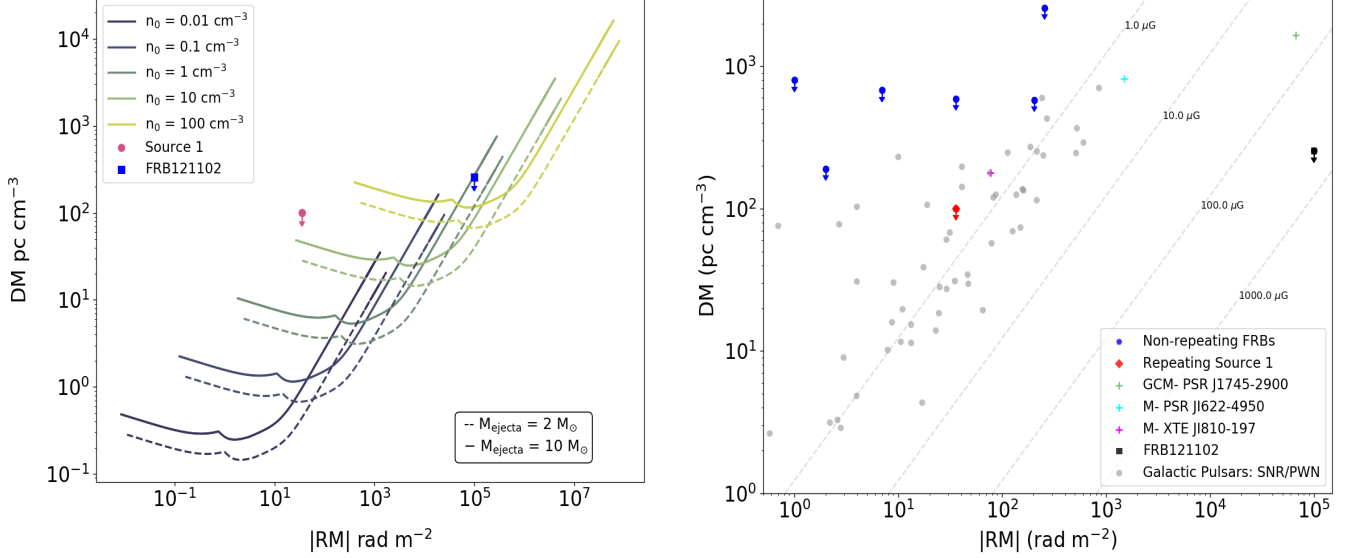 n₀ = 0.01 cm⁻³
n₀ = 0.1 cm⁻³
n₀ = 1 cm⁻³
n₀ = 10 cm⁻³
n₀ = 100 cm⁻³
Source 1
FRB121102
10⁴
10³
10²
10¹
10⁰
10⁻¹
DM pc cm⁻³
-- M_ejecta = 2 M_⊙
− M_ejecta = 10 M_⊙
10⁻¹ 10¹ 10³ 10⁵ 10⁷
|RM| rad m⁻²
10³
10²
10¹
10⁰
DM (pc cm⁻³)
1.0 μG
10.0 μG
100.0 μG
1000.0 μG
Non-repeating FRBs
Repeating Source 1
GCM- PSR J1745-2900
M- PSR JI622-4950
M- XTE JI810-197
FRB121102
Galactic Pulsars: SNR/PWN
10⁰ 10¹ 10² 10³ 10⁴ 10⁵
|RM| (rad m⁻²)